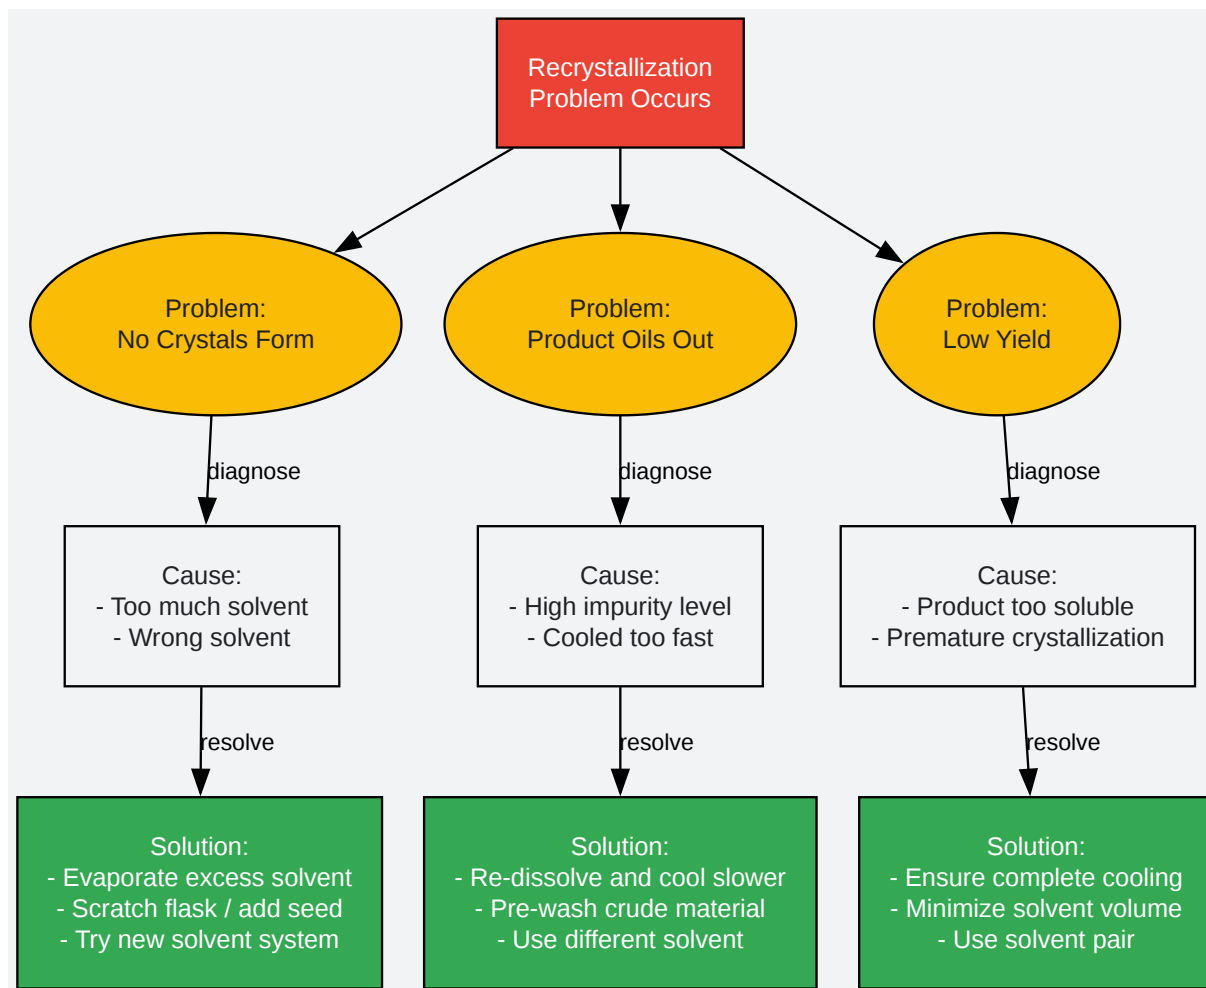 Recrystallization
Problem Occurs
Problem:
No Crystals Form
Problem:
Product Oils Out
Problem:
Low Yield
diagnose
diagnose
diagnose
Cause:
- Too much solvent
- Wrong solvent
Cause:
- High impurity level
- Cooled too fast
Cause:
- Product too soluble
- Premature crystallization
resolve
resolve
resolve
Solution:
- Evaporate excess solvent
- Scratch flask / add seed
- Try new solvent system
Solution:
- Re-dissolve and cool slower
- Pre-wash crude material
- Use different solvent
Solution:
- Ensure complete cooling
- Minimize solvent volume
- Use solvent pair